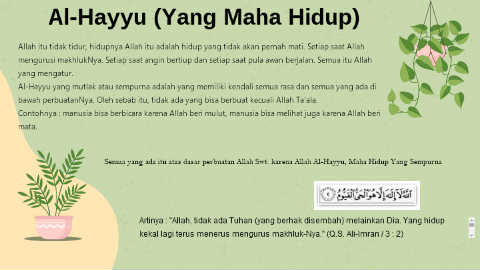 Al-Hayyu (Yang Maha Hidup)
Allah itu tidak tidur, hidupnya Allah itu adalah hidup yang tidak akan pernah mati. Setiap saat Allah
mengurusi makhlukNya. Setiap saat angin bertiup dan setiap saat pula awan berjalan. Semua itu Allah
yang mengatur.
Al-Hayyu yang mutlak atau sempurna adalah yang memiliki kendali semua rasa dan semua yang ada di
bawah perbuatanNya. Oleh sebab itu, tidak ada yang bisa berbuat kecuali Allah Ta'ala.
Contohnya : manusia bisa berbicara karena Allah beri mulut, manusia bisa melihat juga karena Allah beri
mata.
Semua yang ada itu atas dasar perbuatan Allah Swt. karena Allah Al-Hayyu, Maha Hidup Yang Sempurna
اَللّٰهُ لَآ اِلٰهَ اِلَّا هُوَ الْحَيُّ الْقَيُّوْمُ
Artinya : "Allah, tidak ada Tuhan (yang berhak disembah) melainkan Dia. Yang hidup
kekal lagi terus menerus mengurus makhluk-Nya." (Q.S. Ali-Imran / 3 : 2)